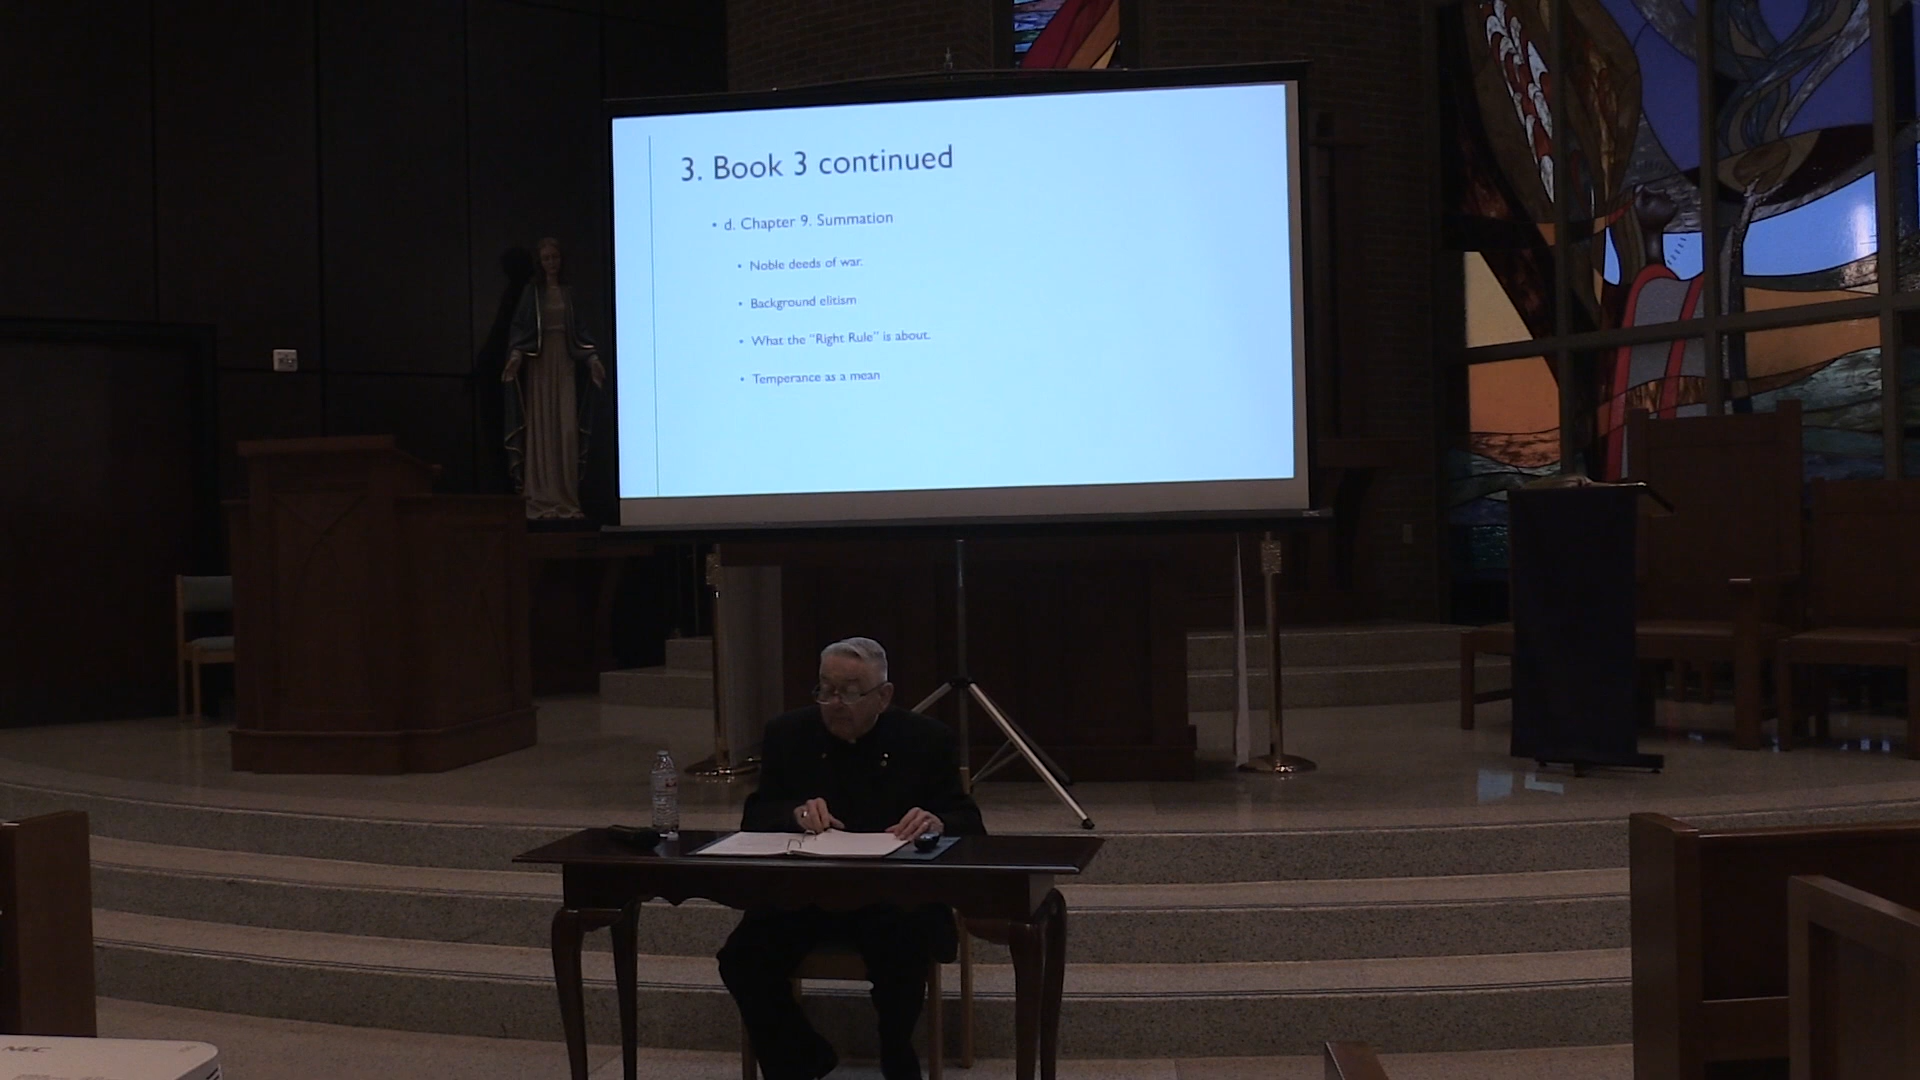 3. Book 3 continued
• d. Chapter 9. Summation
• Noble deeds of war.
• Background elitism
• What the "Right Rule" is about.
• Temperance as a mean
NEC